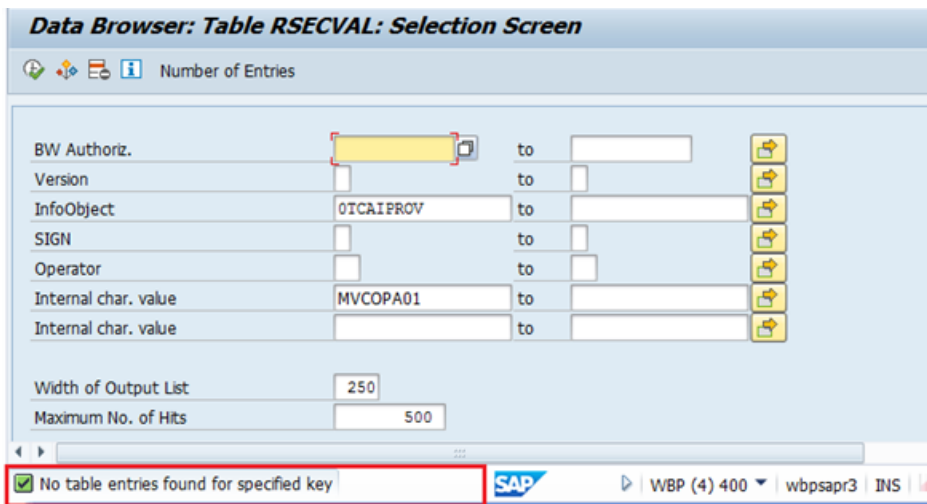 Data Browser: Table RSECVAL: Selection Screen
Number of Entries
BW Authoriz. to
Version to
InfoObject 0TCAIPROV to
SIGN to
Operator to
Internal char. value MVCOPA01 to
Internal char. value to
Width of Output List 250
Maximum No. of Hits 500
No table entries found for specified key SAP WBP (4) 400 wbpsapr3 INS